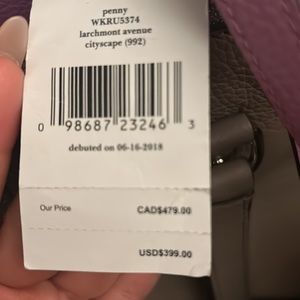 penny
WKRU5374
larchmont avenue
cityscape (992)
0 98687 23246 3
debuted on 06-16-2018
Our Price CAD$479.00
USD$399.00